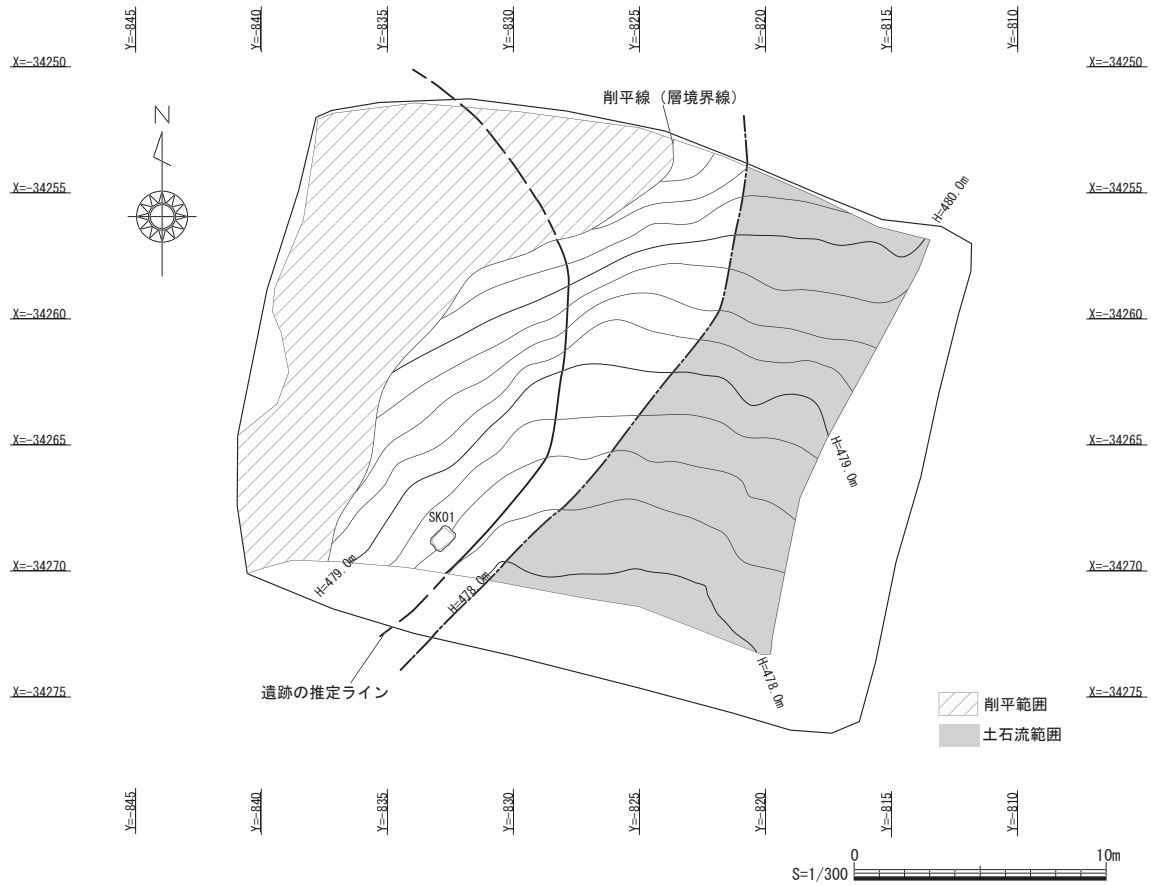 Y=-845
Y=-840
Y=-835
Y=-830
Y=-825
Y=-820
Y=-815
Y=-810
X=-34250
X=-34250
削平線（層境界線）
N
X=-34255
X=-34255
H=480.0m
X=-34260
X=-34260
X=-34265
X=-34265
H=479.0m
SK01
X=-34270
X=-34270
H=479.0m
H=478.0m
H=478.0m
遺跡の推定ライン
X=-34275
X=-34275
削平範囲
土石流範囲
Y=-845
Y=-840
Y=-835
Y=-830
Y=-825
Y=-820
Y=-815
Y=-810
0
10m
S=1/300